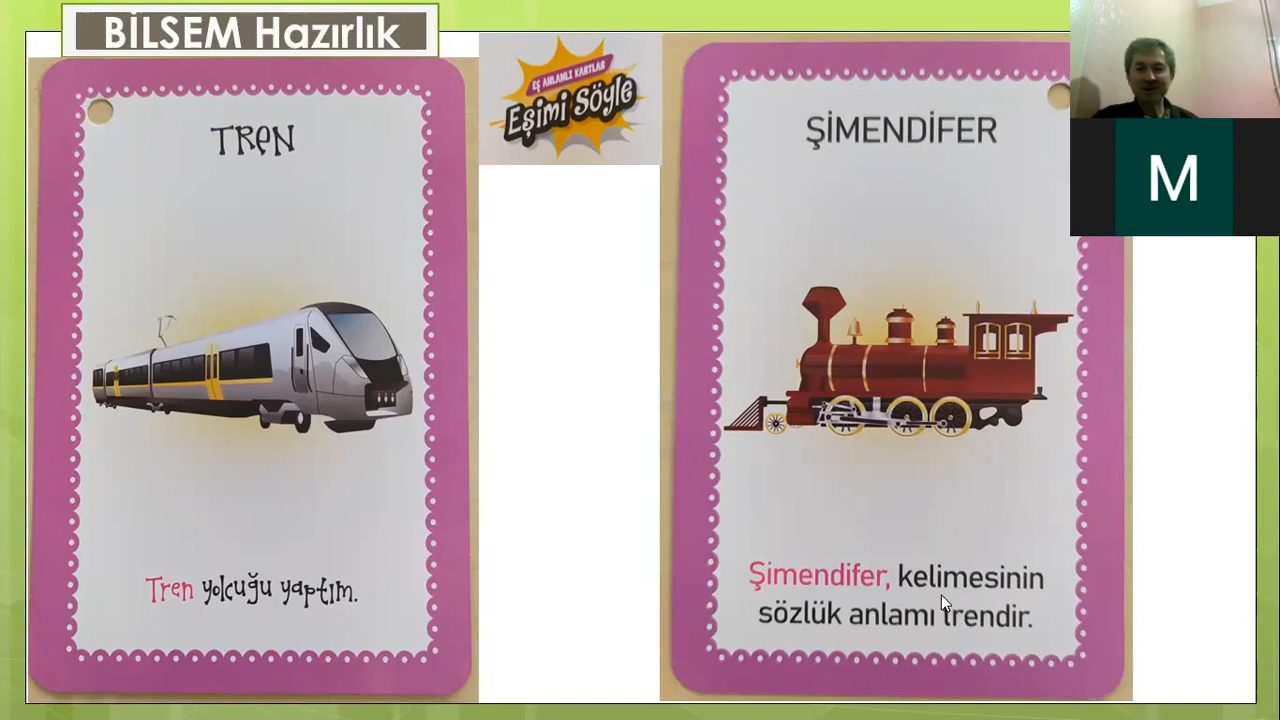 BİLSEM Hazırlık
TREN
Tren yolcuğu yaptım.
EŞ ANLAMLI KARTLAR
Eşimi Söyle
ŞİMENDİFER
Şimendifer, kelimesinin
sözlük anlamı trendir.
M